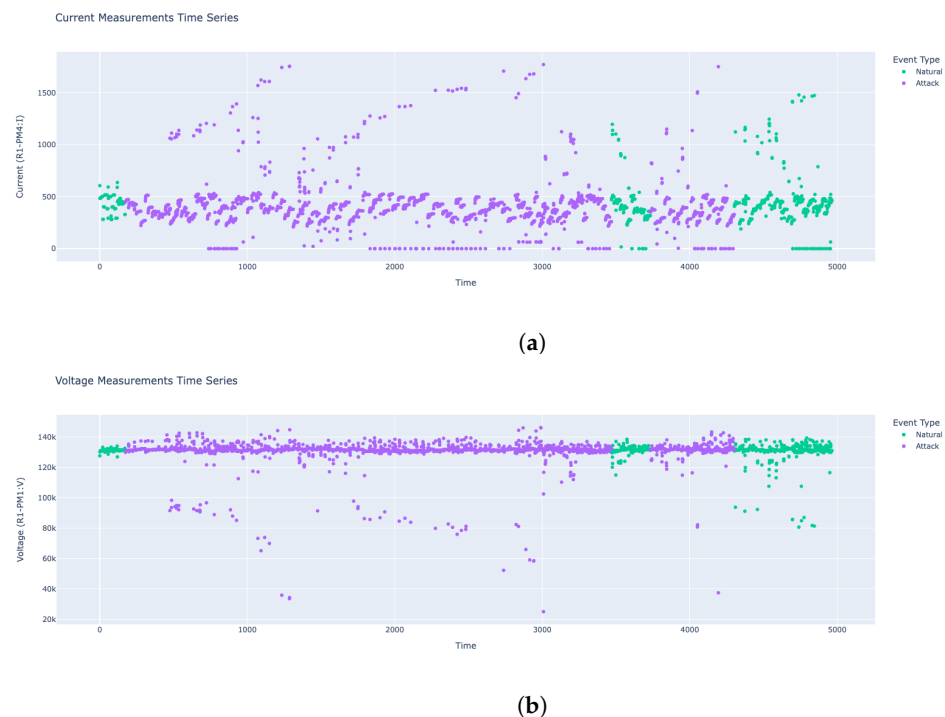 Current Measurements Time Series
Event Type
Natural
Attack
Current (R1-PM4:I)
1500
1000
500
0
0 1000 2000 3000 4000 5000
Time
(a)
Voltage Measurements Time Series
Event Type
Natural
Attack
Voltage (R1-PM1:V)
140k
120k
100k
80k
60k
40k
20k
0 1000 2000 3000 4000 5000
Time
(b)